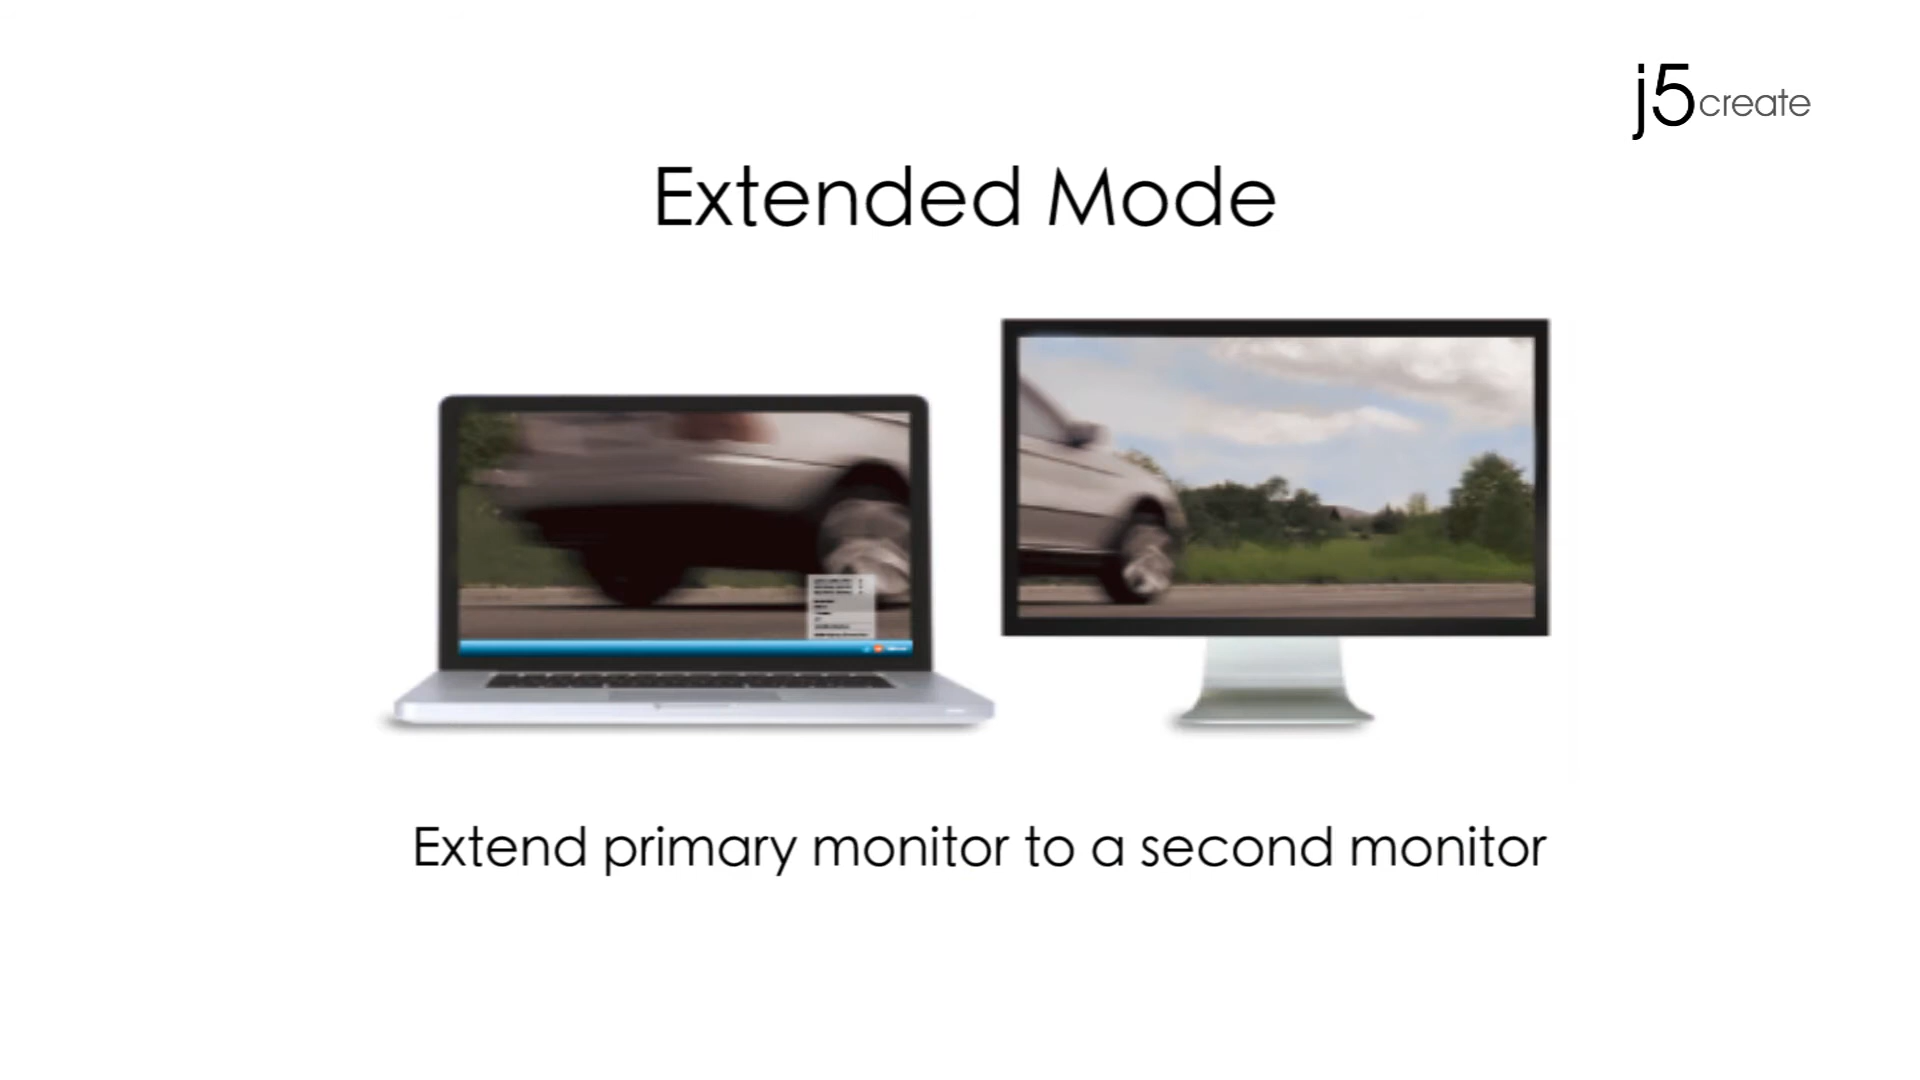 j5create
Extended Mode
Extend primary monitor to a second monitor